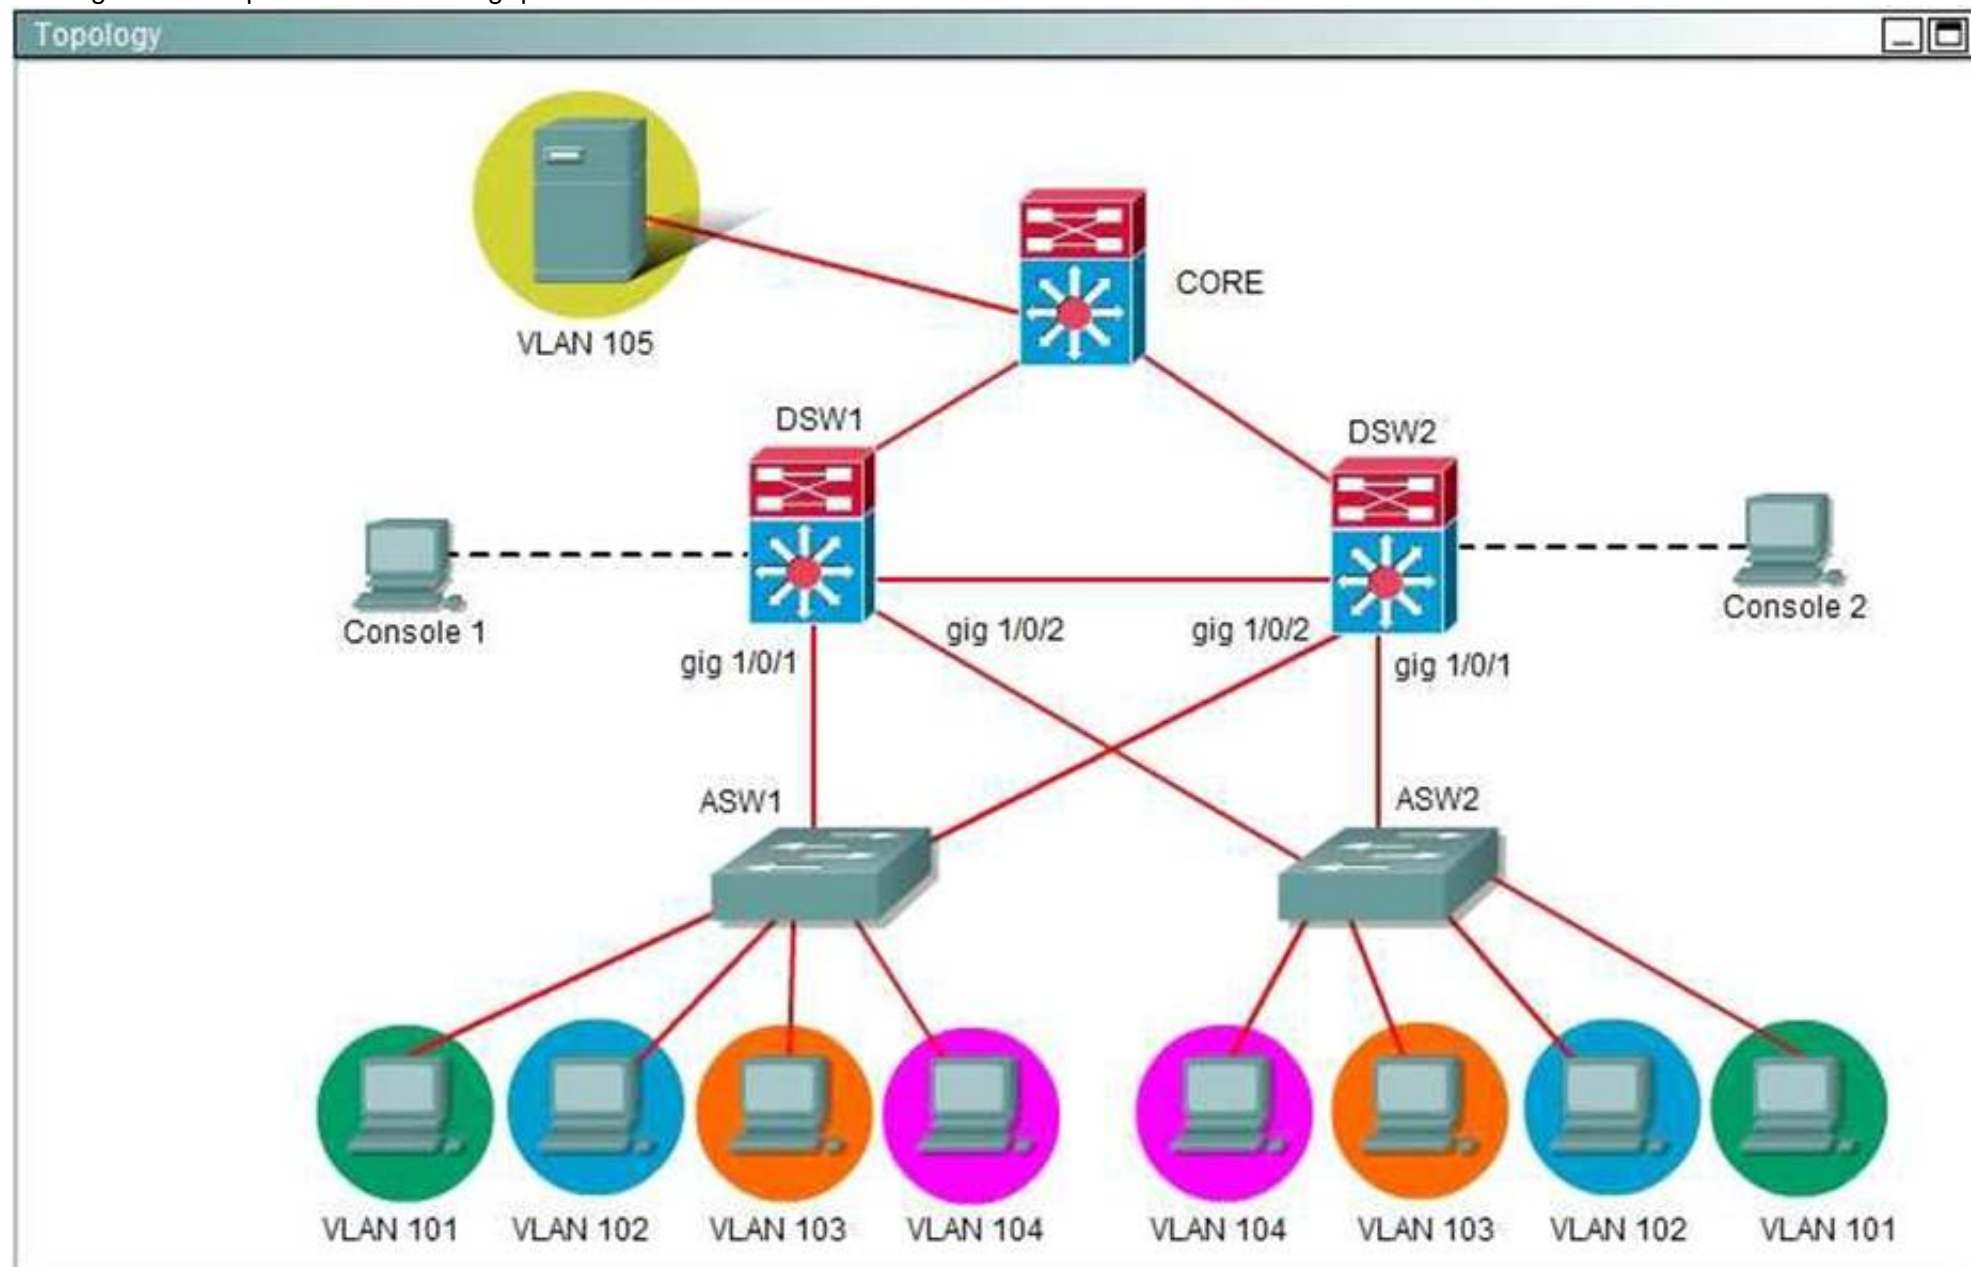 Topology
CORE
VLAN 105
DSW1
DSW2
Console 1
Console 2
gig 1/0/1
gig 1/0/2
gig 1/0/2
gig 1/0/1
ASW1
ASW2
VLAN 101
VLAN 102
VLAN 103
VLAN 104
VLAN 104
VLAN 103
VLAN 102
VLAN 101